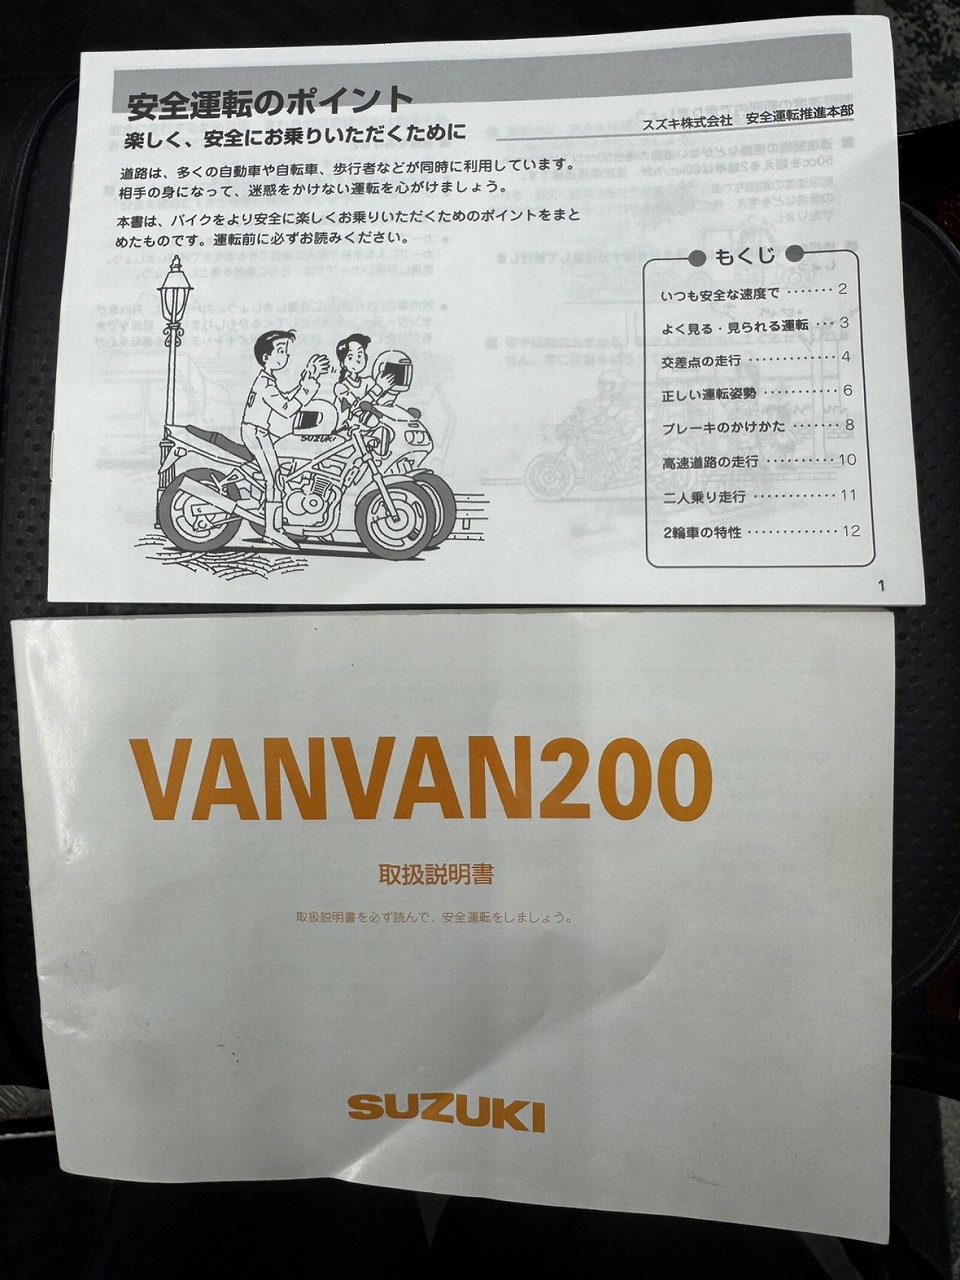 安全運転のポイント
楽しく、安全にお乗りいただくために
スズキ株式会社 安全運転推進本部
道路は、多くの自動車や自転車、歩行者などが同時に利用しています。
相手の身になって、迷惑をかけない運転を心がけましょう。
本書は、バイクをより安全に楽しくお乗りいただくためのポイントをまと
めたものです。運転前に必ずお読みください。
もくじ
いつも安全な速度で ······· 2
よく見る・見られる運転 ··· 3
交差点の走行 ············ 4
正しい運転姿勢 ·········· 6
ブレーキのかけかた ······· 8
高速道路の走行 ·········· 10
二人乗り走行 ············ 11
2輪車の特性 ············· 12
SUZUKI
1
VANVAN200
取扱説明書
取扱説明書を必ず読んで、安全運転をしましょう。
SUZUKI